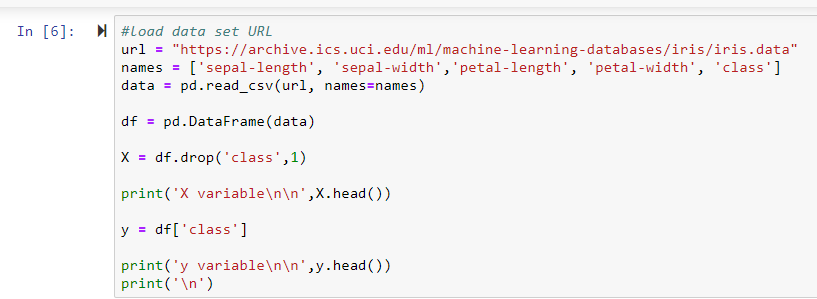 In [6]:
#Load data set URL
url = "https://archive.ics.uci.edu/ml/machine-learning-databases/iris/iris.data"
names = ['sepal-length', 'sepal-width','petal-length', 'petal-width', 'class']
data = pd.read_csv(url, names=names)
df = pd.DataFrame(data)
X = df.drop('class',1)
print('X variable\n\n',X.head())
y = df['class']
print('y variable\n\n',y.head())
print('\n')